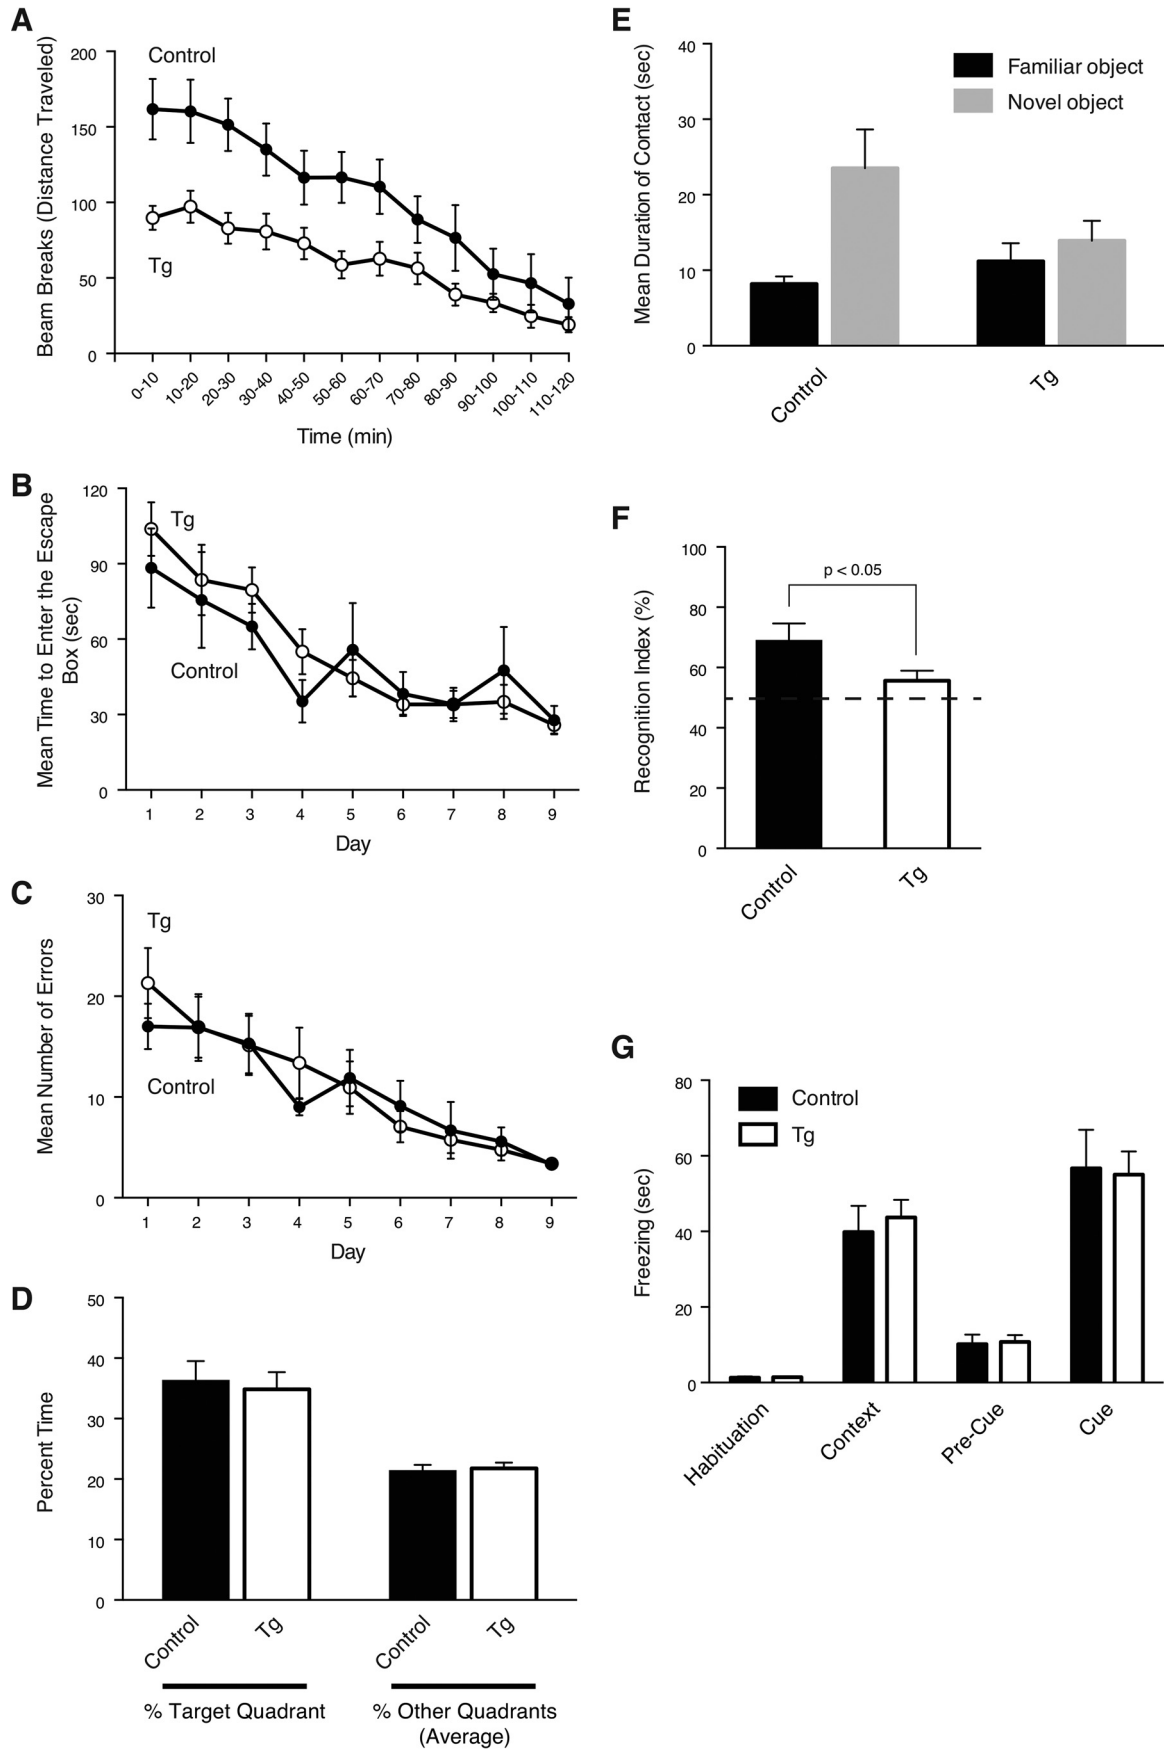 A
Beam Breaks (Distance Traveled)
200
150
100
50
0
Control
Tg
0-10
10-20
20-30
30-40
40-50
50-60
60-70
70-80
80-90
90-100
100-110
110-120
Time (min)
B
Mean Time to Enter the Escape
Box (sec)
120
90
60
30
0
Tg
Control
1
2
3
4
5
6
7
8
9
Day
C
Mean Number of Errors
30
20
10
0
Tg
Control
1
2
3
4
5
6
7
8
9
Day
D
Percent Time
50
40
30
20
10
0
Control
Tg
Control
Tg
% Target Quadrant
% Other Quadrants
(Average)
E
Mean Duration of Contact (sec)
40
30
20
10
0
Familiar object
Novel object
Control
Tg
F
Recognition Index (%)
100
80
60
40
20
0
p < 0.05
Control
Tg
G
Freezing (sec)
80
60
40
20
0
Control
Tg
Habituation
Context
Pre-Cue
Cue